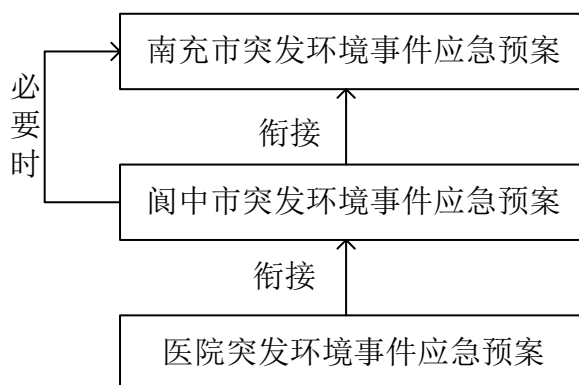 南充市突发环境事件应急预案
必要时
衔接
阆中市突发环境事件应急预案
衔接
医院突发环境事件应急预案